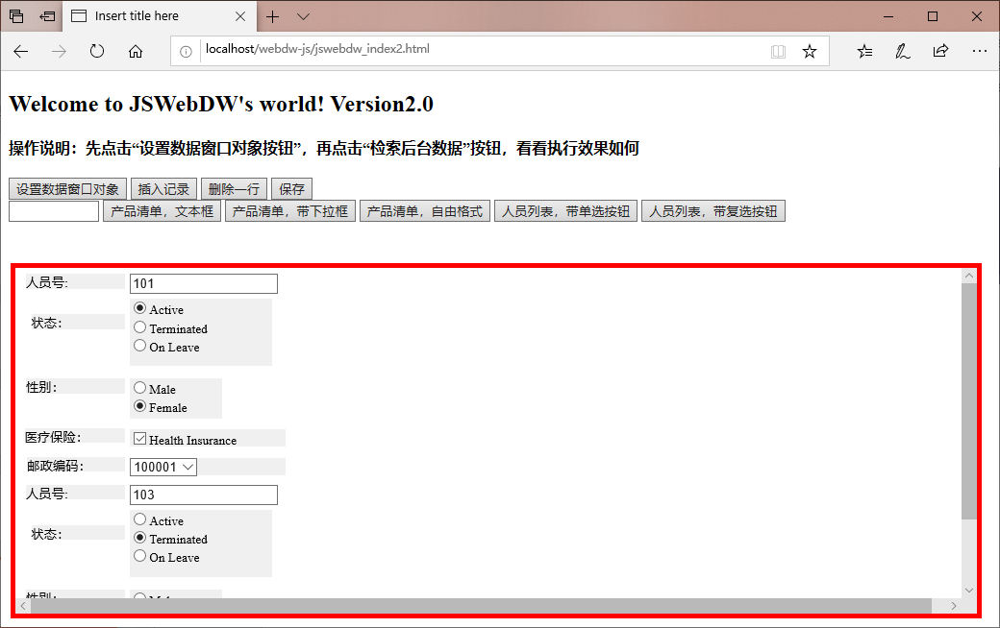 Insert title here
localhost/webdw-js/jswebdw_index2.html
Welcome to JSWebDW's world! Version2.0
操作说明：先点击“设置数据窗口对象按钮”，再点击“检索后台数据”按钮，看看执行效果如何
设置数据窗口对象 插入记录 删除一行 保存
产品清单，文本框 产品清单，带下拉框 产品清单，自由格式 人员列表，带单选按钮 人员列表，带复选按钮
人员号: 101
Active
状态：
Terminated
On Leave
性别： Male
Female
医疗保险： Health Insurance
邮政编码： 100001
人员号: 103
Active
状态：
Terminated
On Leave
性别： Male